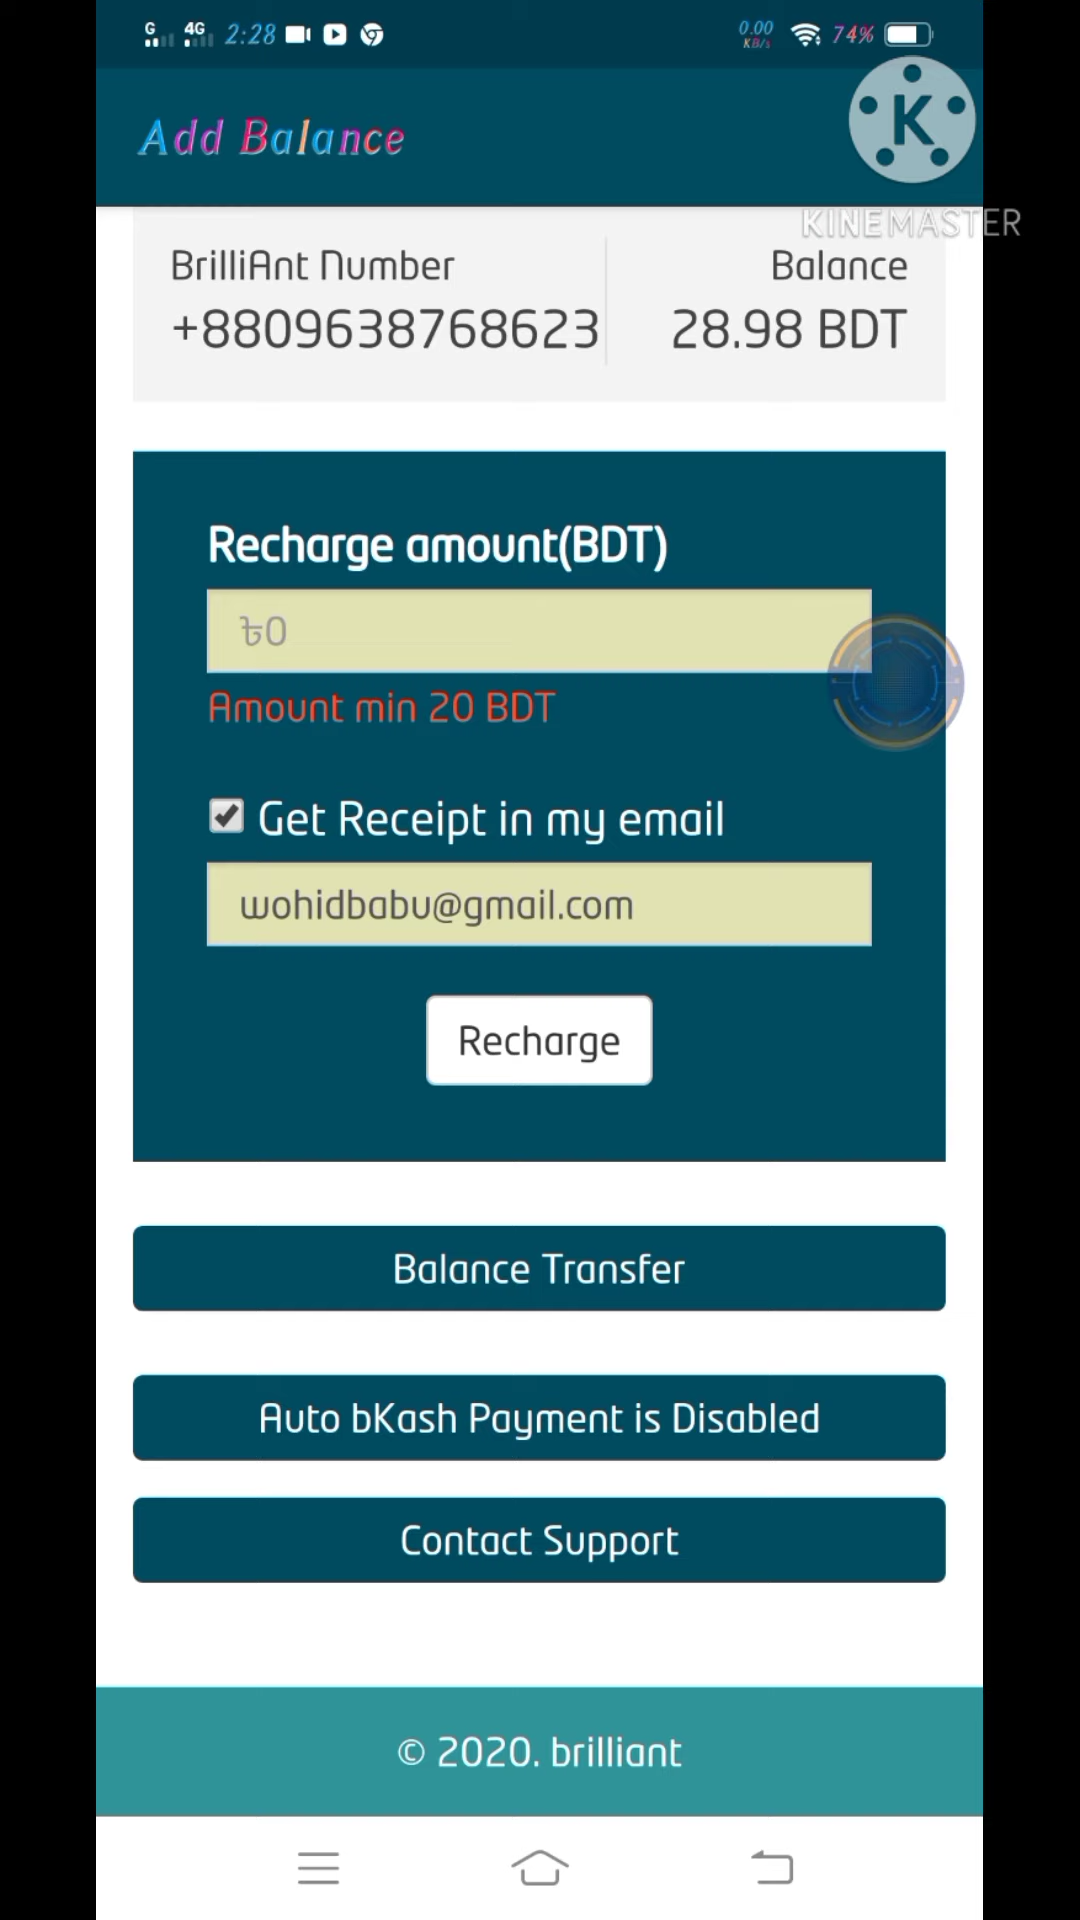 G 4G 2:28 0.00 KB/s 74%
Add Balance
K
KINEMASTER
BrilliAnt Number Balance
+8809638768623 28.98 BDT
Recharge amount(BDT)
৳0
Amount min 20 BDT
Get Receipt in my email
wohidbabu@gmail.com
Recharge
Balance Transfer
Auto bKash Payment is Disabled
Contact Support
© 2020. brilliant